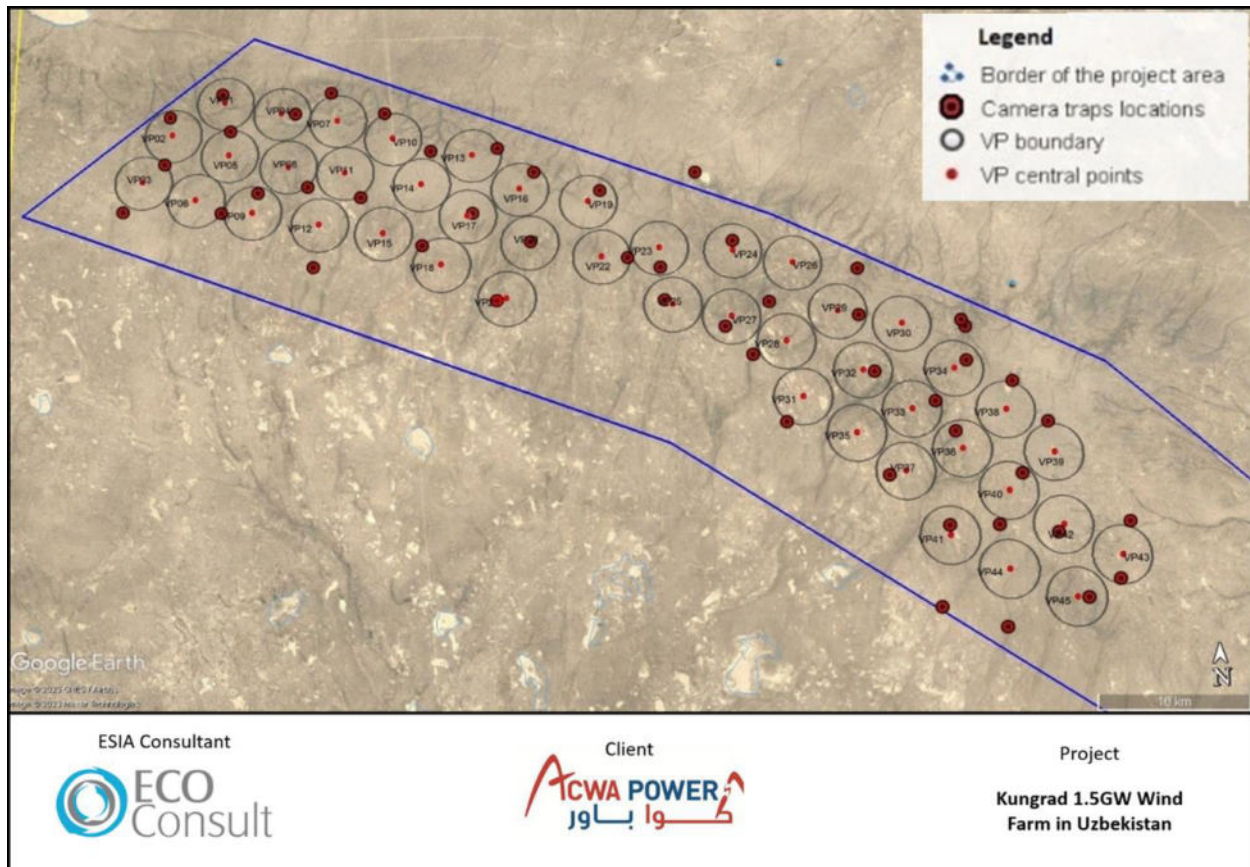 Legend
Border of the project area
Camera traps locations
VP boundary
VP central points
VP04
VP07
VP02
VP10
VP05
VP13
VP08
VP11
VP03
VP14
VP16
VP06
VP19
VP09
VP17
VP12
VP15
VP23
VP24
VP18
VP22
VP26
VP29
VP27
VP30
VP28
VP32
VP34
VP31
VP33
VP38
VP35
VP36
VP39
VP37
VP40
VP41
VP42
VP43
VP44
VP45
Google Earth
N
10 km
ESIA Consultant
ECO
Consult
Client
ACWA POWER
أكوا باور
Project
Kungrad 1.5GW Wind
Farm in Uzbekistan